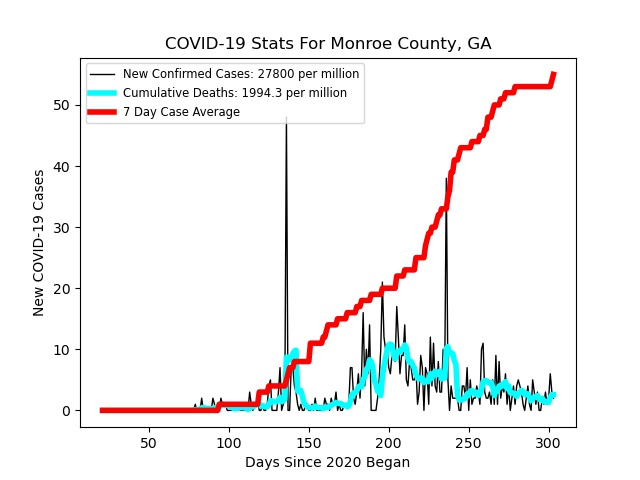 COVID-19 Stats For Monroe County, GA
New Confirmed Cases: 27800 per million
Cumulative Deaths: 1994.3 per million
7 Day Case Average
New COVID-19 Cases
50
40
30
20
10
0
50 100 150 200 250 300
Days Since 2020 Began